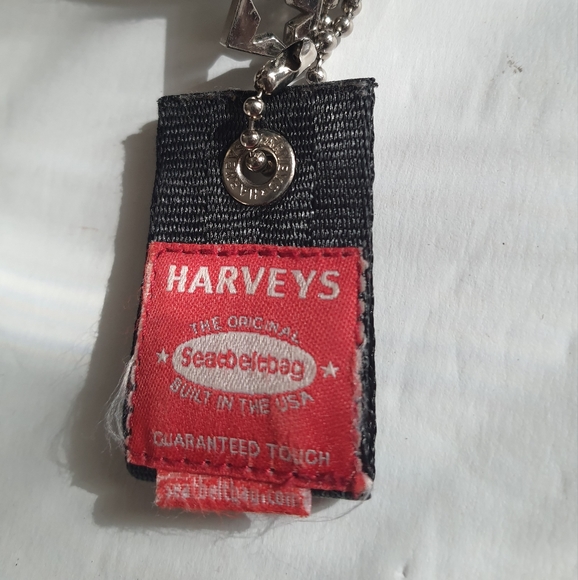 HARVEYS
THE ORIGINAL
Seatbeltbag
BUILT IN THE USA
GUARANTEED TOUGH
seatbeltbag.com